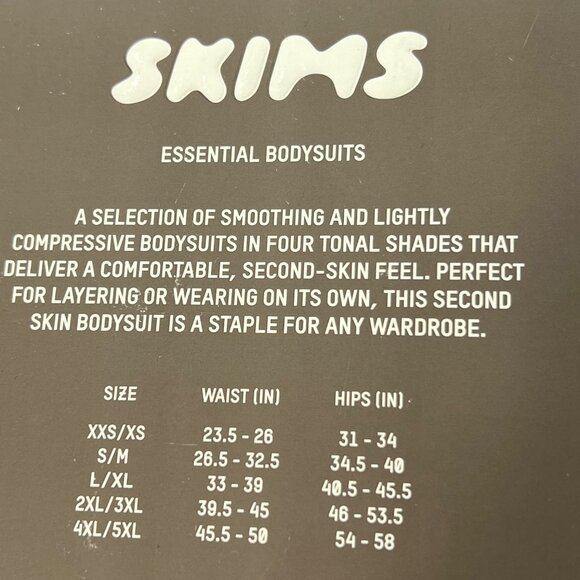 SKIMS
ESSENTIAL BODYSUITS
A SELECTION OF SMOOTHING AND LIGHTLY
COMPRESSIVE BODYSUITS IN FOUR TONAL SHADES THAT
DELIVER A COMFORTABLE, SECOND-SKIN FEEL. PERFECT
FOR LAYERING OR WEARING ON ITS OWN, THIS SECOND
SKIN BODYSUIT IS A STAPLE FOR ANY WARDROBE.
SIZE WAIST (IN) HIPS (IN)
XXS/XS 23.5 - 26 31 - 34
S/M 26.5 - 32.5 34.5 - 40
L/XL 33 - 39 40.5 - 45.5
2XL/3XL 39.5 - 45 46 - 53.5
4XL/5XL 45.5 - 50 54 - 58